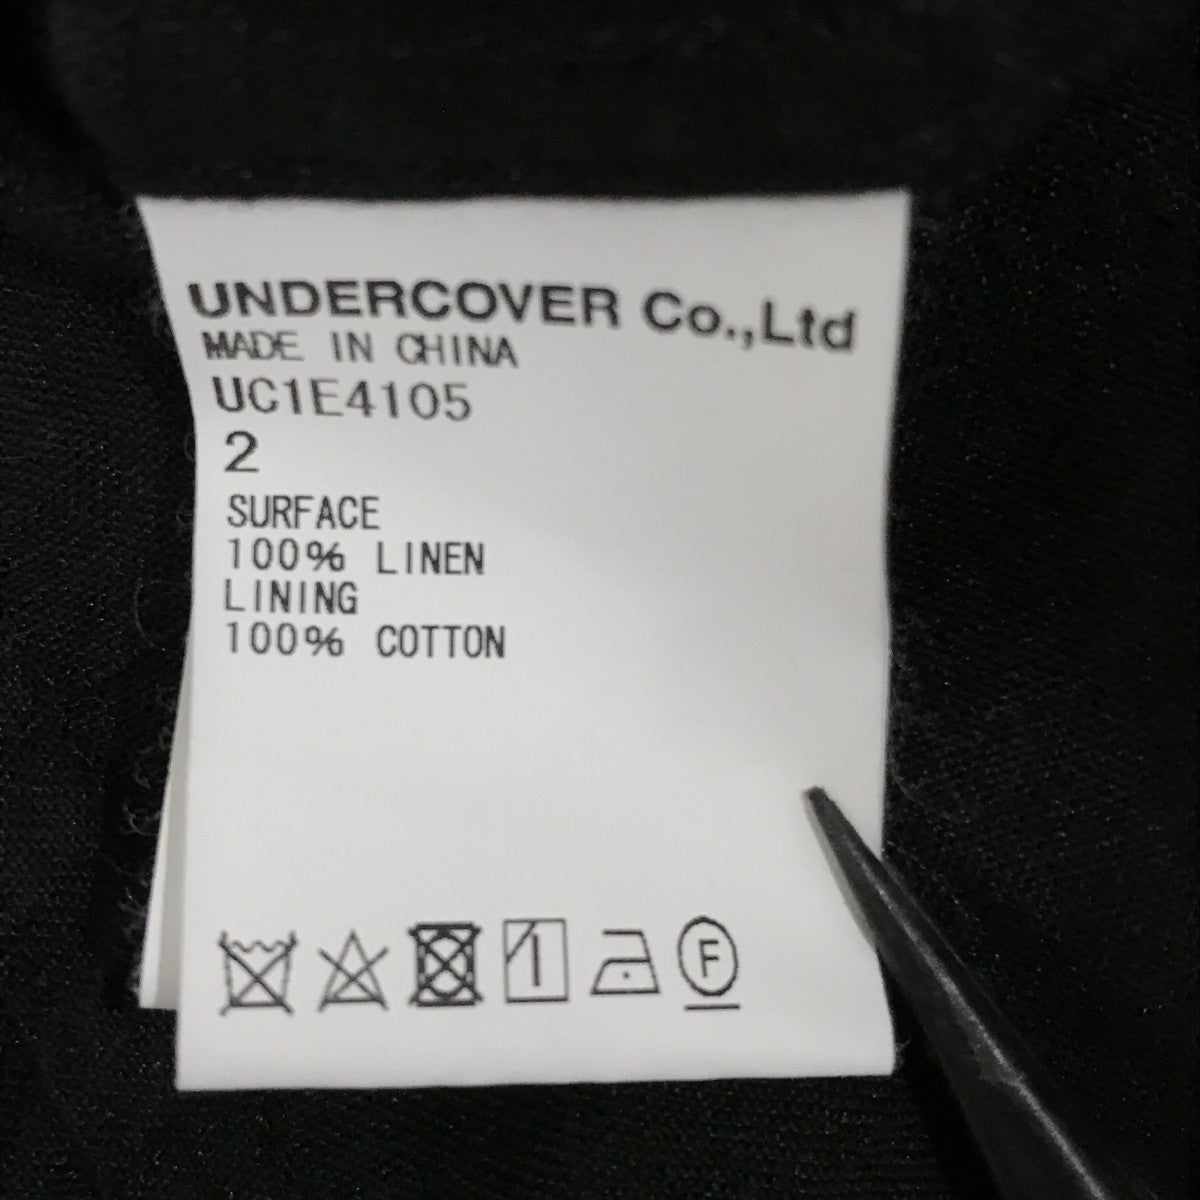 UNDERCOVER Co.,Ltd
MADE IN CHINA
UC1E4105
2
SURFACE
100% LINEN
LINING
100% COTTON
F